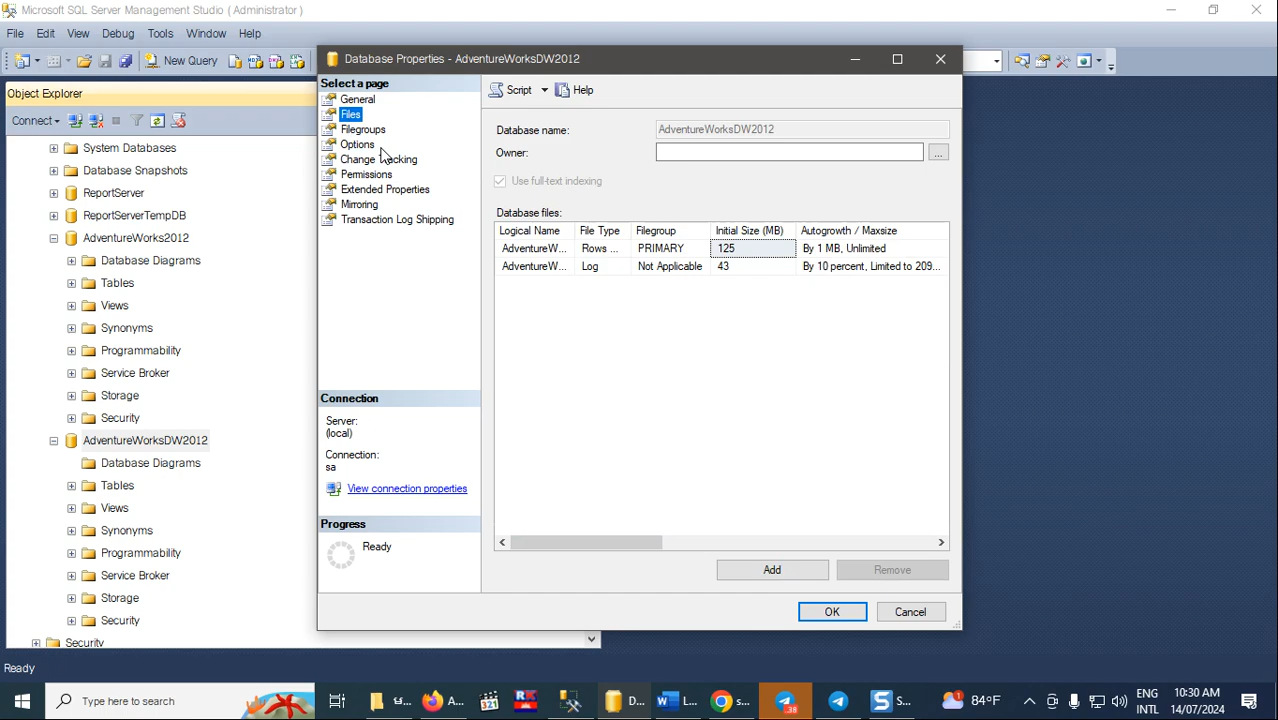 Microsoft SQL Server Management Studio (Administrator)
File Edit View Debug Tools Window Help
New Query
Object Explorer
Connect
System Databases
Database Snapshots
ReportServer
ReportServerTempDB
AdventureWorks2012
Database Diagrams
Tables
Views
Synonyms
Programmability
Service Broker
Storage
Security
AdventureWorksDW2012
Database Diagrams
Tables
Views
Synonyms
Programmability
Service Broker
Storage
Security
Security
Database Properties - AdventureWorksDW2012
Select a page
General
Files
Filegroups
Options
Change Tracking
Permissions
Extended Properties
Mirroring
Transaction Log Shipping
Connection
Server:
(local)
Connection:
sa
View connection properties
Progress
Ready
Script Help
Database name: AdventureWorksDW2012
Owner: ...
Use full-text indexing
Database files:
Logical Name File Type Filegroup Initial Size (MB) Autogrowth / Maxsize
AdventureW... Rows ... PRIMARY 125 By 1 MB, Unlimited
AdventureW... Log Not Applicable 43 By 10 percent, Limited to 209...
Add Remove
OK Cancel
Ready
Type here to search
A...
321
RK
D...
L...
s...
38
S...
1
84°F
ENG
INTL
10:30 AM
14/07/2024